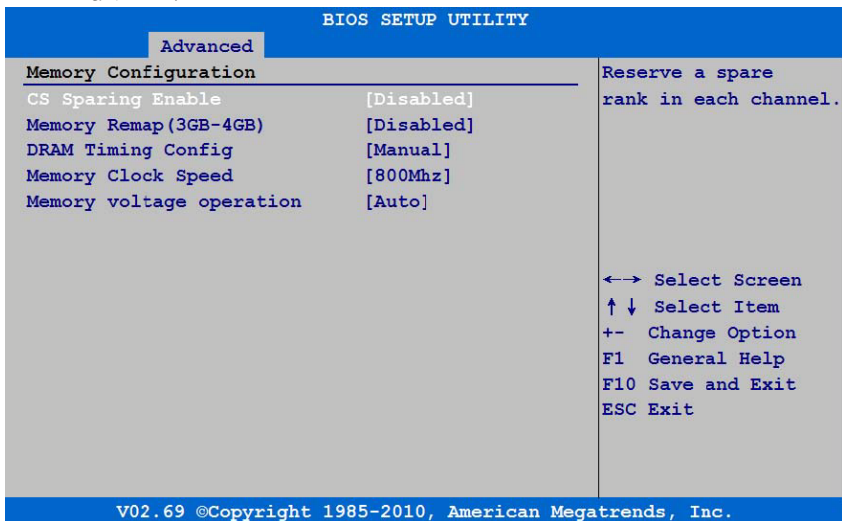 BIOS SETUP UTILITY
Advanced
Memory Configuration
CS Sparing Enable [Disabled]
Memory Remap(3GB-4GB) [Disabled]
DRAM Timing Config [Manual]
Memory Clock Speed [800Mhz]
Memory voltage operation [Auto]
Reserve a spare
rank in each channel.
←→ Select Screen
↑↓ Select Item
+- Change Option
F1 General Help
F10 Save and Exit
ESC Exit
V02.69 ©Copyright 1985-2010, American Megatrends, Inc.